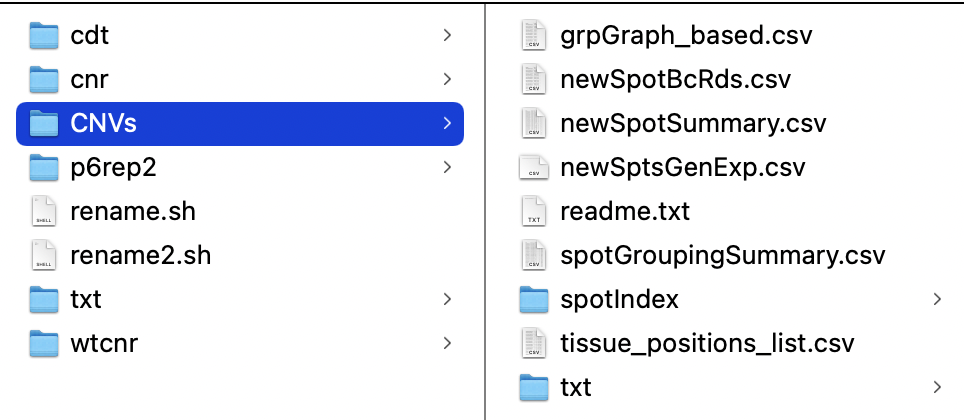 cdt
cnr
CNVs
p6rep2
rename.sh
rename2.sh
txt
wtcnr
grpGraph_based.csv
newSpotBcRds.csv
newSpotSummary.csv
newSptsGenExp.csv
readme.txt
spotGroupingSummary.csv
spotIndex
tissue_positions_list.csv
txt
SHELL
SHELL
CSV
CSV
CSV
CSV
TXT
CSV
CSV